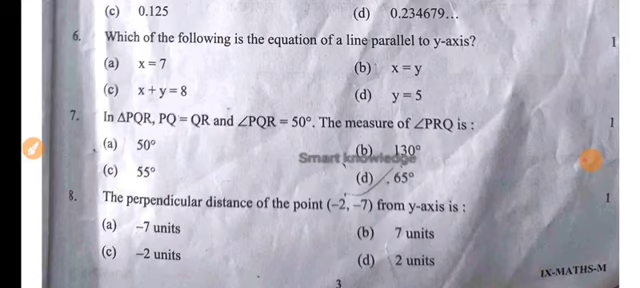 (c) 0.125 (d) 0.234679...
6. Which of the following is the equation of a line parallel to y-axis? 1
(a) x = 7 (b) x = y
(c) x + y = 8 (d) y = 5
7. In ΔPQR, PQ = QR and ∠PQR = 50°. The measure of ∠PRQ is : 1
(a) 50° (b) 130°
Smart knowledge
(c) 55° (d) 65°
8. The perpendicular distance of the point (–2, –7) from y-axis is : 1
(a) –7 units (b) 7 units
(c) –2 units (d) 2 units
3 IX-MATHS-M